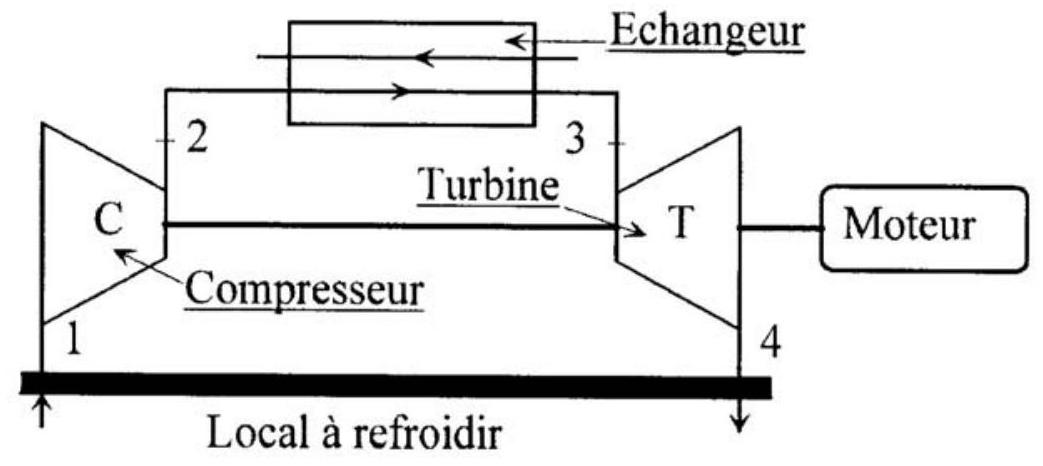 Echangeur
2
3
Turbine
C
T
Moteur
Compresseur
1
4
Local à refroidir